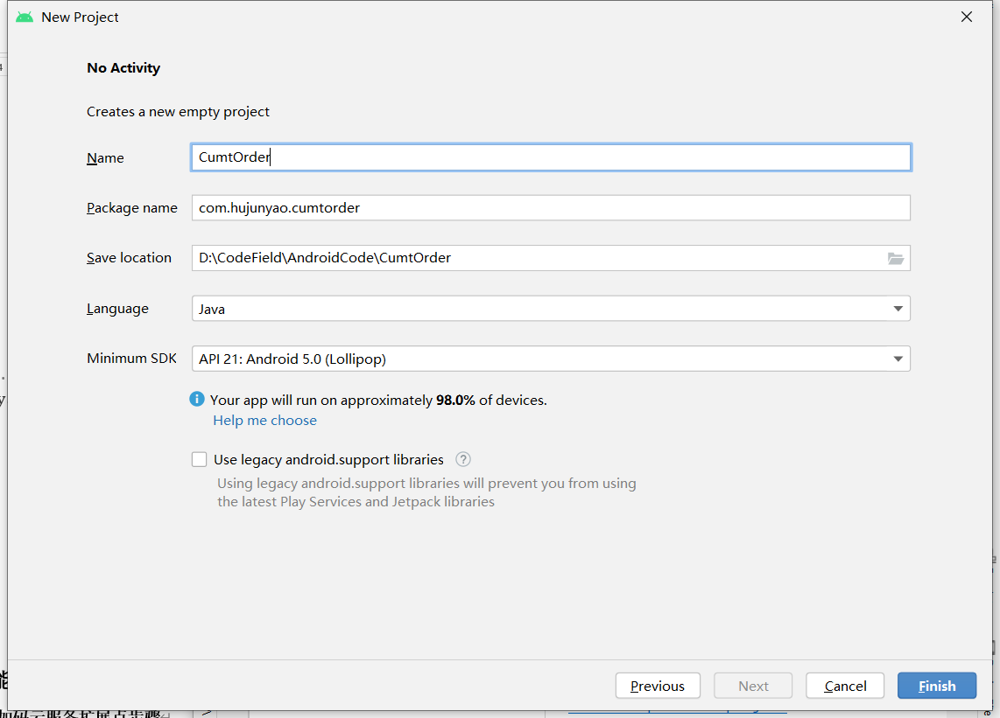 New Project
No Activity
Creates a new empty project
Name
CumtOrder
Package name
com.hujunyao.cumtorder
Save location
D:\CodeField\AndroidCode\CumtOrder
Language
Java
Minimum SDK
API 21: Android 5.0 (Lollipop)
Your app will run on approximately 98.0% of devices.
Help me choose
Use legacy android.support libraries
Using legacy android.support libraries will prevent you from using
the latest Play Services and Jetpack libraries
Previous
Next
Cancel
Finish